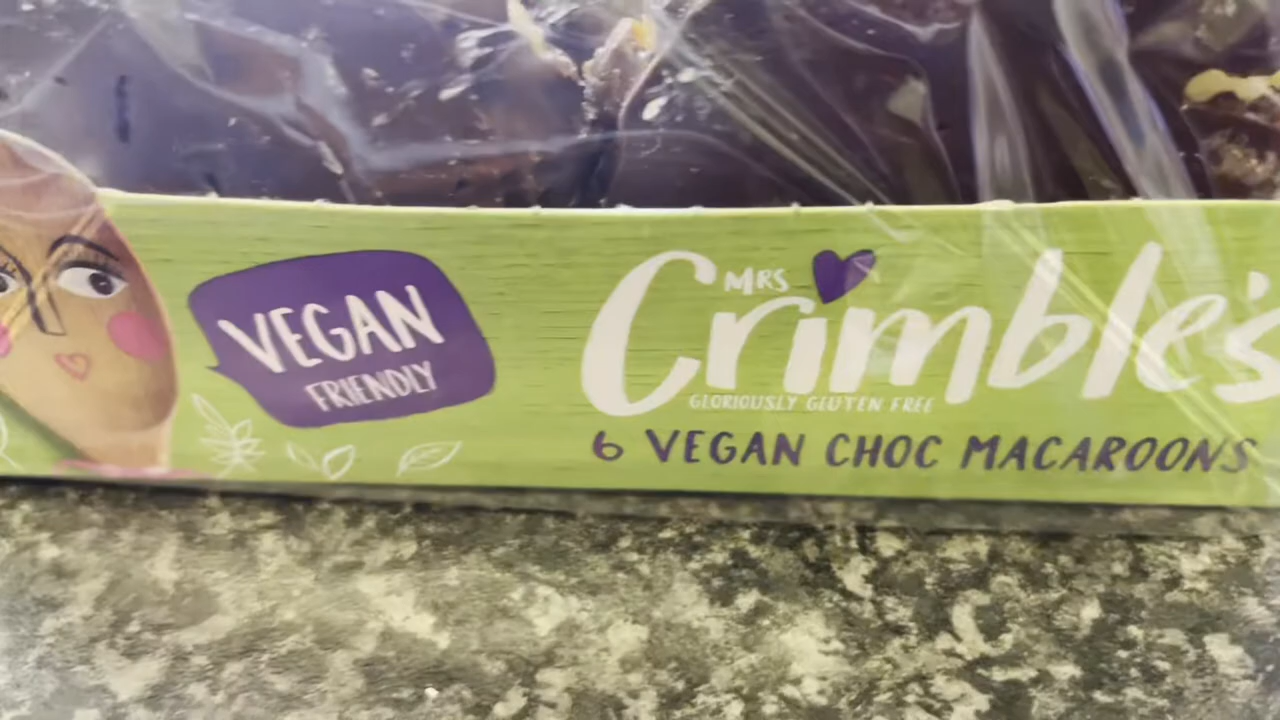 VEGAN
FRIENDLY
MRS
Crimble's
GLORIOUSLY GLUTEN FREE
6 VEGAN CHOC MACAROONS